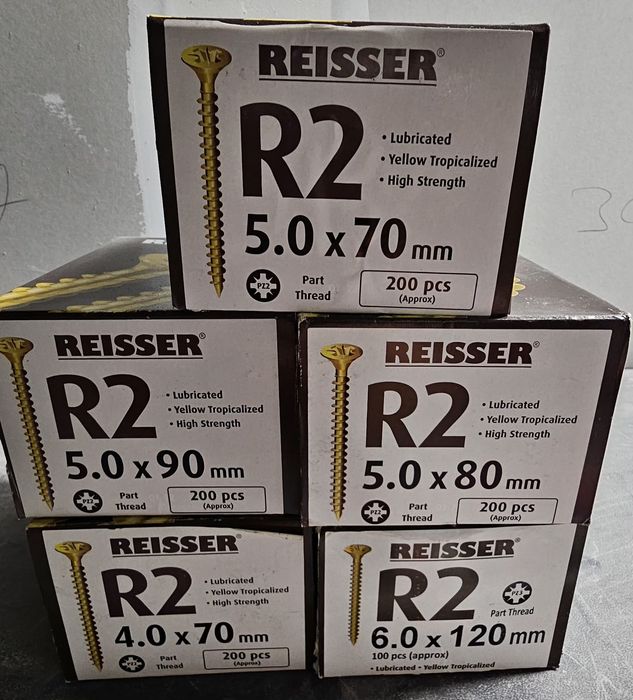 REISSER®
R2
• Lubricated
• Yellow Tropicalized
• High Strength
5.0 x 70 mm
PZ2
Part
Thread
200 pcs
(Approx)
REISSER®
R2
• Lubricated
• Yellow Tropicalized
• High Strength
5.0 x 90 mm
PZ2
Part
Thread
200 pcs
(Approx)
REISSER®
R2
• Lubricated
• Yellow Tropicalized
• High Strength
5.0 x 80 mm
PZ2
Part
Thread
200 pcs
(Approx)
REISSER®
R2
• Lubricated
• Yellow Tropicalized
• High Strength
4.0 x 70 mm
PZ2
Part
Thread
200 pcs
(Approx)
REISSER®
R2
PZ3
Part Thread
6.0 x 120 mm
100 pcs (approx)
• Lubricated • Yellow Tropicalized